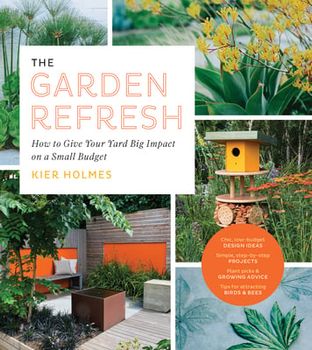 THE
GARDEN
REFRESH
How to Give Your Yard Big Impact
on a Small Budget
KIER HOLMES
Chic, low-budget
DESIGN IDEAS
Simple, step-by-step
PROJECTS
Plant picks &
GROWING ADVICE
Tips for attracting
BIRDS & BEES